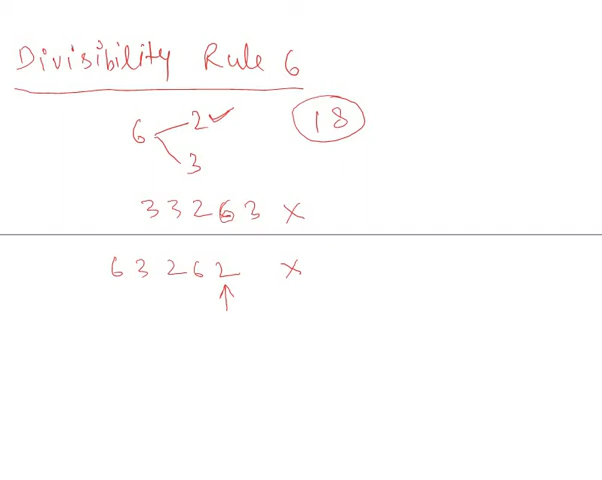 Divisibility Rule 6
6 2 ✓ 18
3
33263 ×
63262 ×